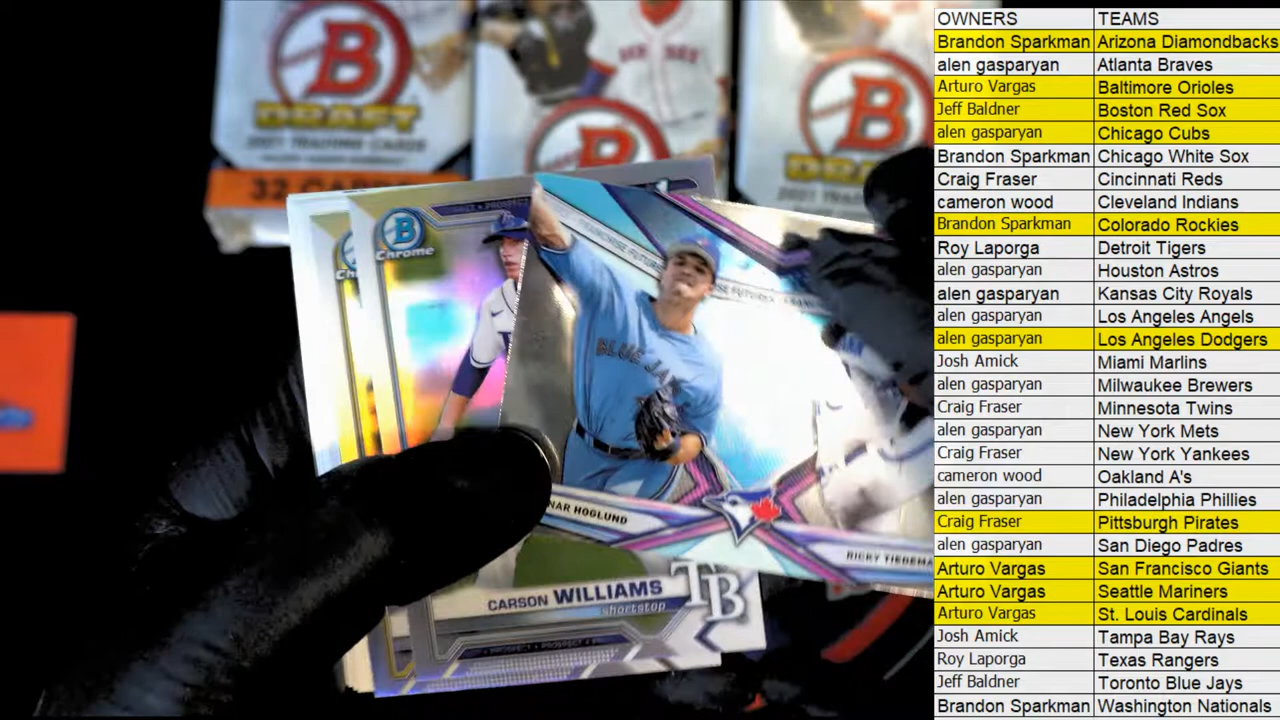 B
DRAFT
2021 TRADING CARDS
32 CARDS
B
B
B
Chrome
BLUE JAYS
NAR HOGLUND
RICKY TIEDEMA
CARSON WILLIAMS
shortstop
TB
OWNERS TEAMS
Brandon Sparkman Arizona Diamondbacks
alen gasparyan Atlanta Braves
Arturo Vargas Baltimore Orioles
Jeff Baldner Boston Red Sox
alen gasparyan Chicago Cubs
Brandon Sparkman Chicago White Sox
Craig Fraser Cincinnati Reds
cameron wood Cleveland Indians
Brandon Sparkman Colorado Rockies
Roy Laporga Detroit Tigers
alen gasparyan Houston Astros
alen gasparyan Kansas City Royals
alen gasparyan Los Angeles Angels
alen gasparyan Los Angeles Dodgers
Josh Amick Miami Marlins
alen gasparyan Milwaukee Brewers
Craig Fraser Minnesota Twins
alen gasparyan New York Mets
Craig Fraser New York Yankees
cameron wood Oakland A's
alen gasparyan Philadelphia Phillies
Craig Fraser Pittsburgh Pirates
alen gasparyan San Diego Padres
Arturo Vargas San Francisco Giants
Arturo Vargas Seattle Mariners
Arturo Vargas St. Louis Cardinals
Josh Amick Tampa Bay Rays
Roy Laporga Texas Rangers
Jeff Baldner Toronto Blue Jays
Brandon Sparkman Washington Nationals